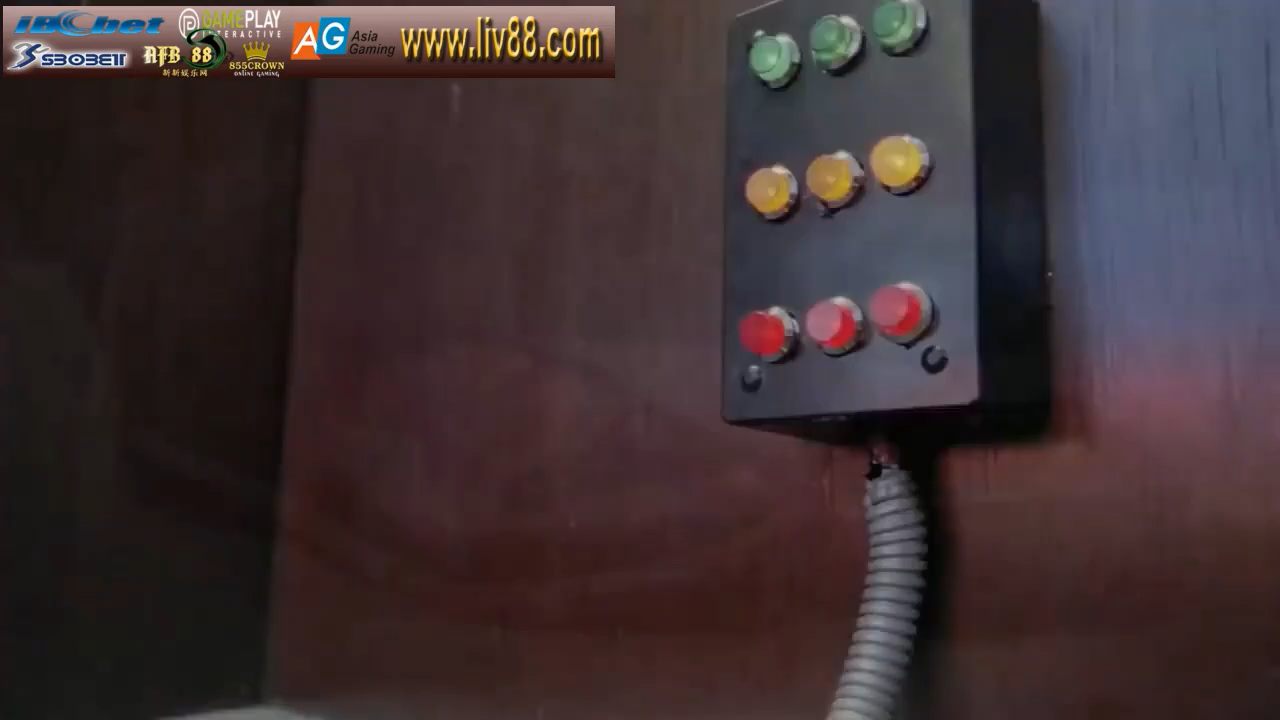 iBCbet
GAMEPLAY
INTERACTIVE
SBOBET
AFB 88
新新娱乐网
855CROWN
ONLINE GAMING
AG Asia
Gaming
www.liv88.com